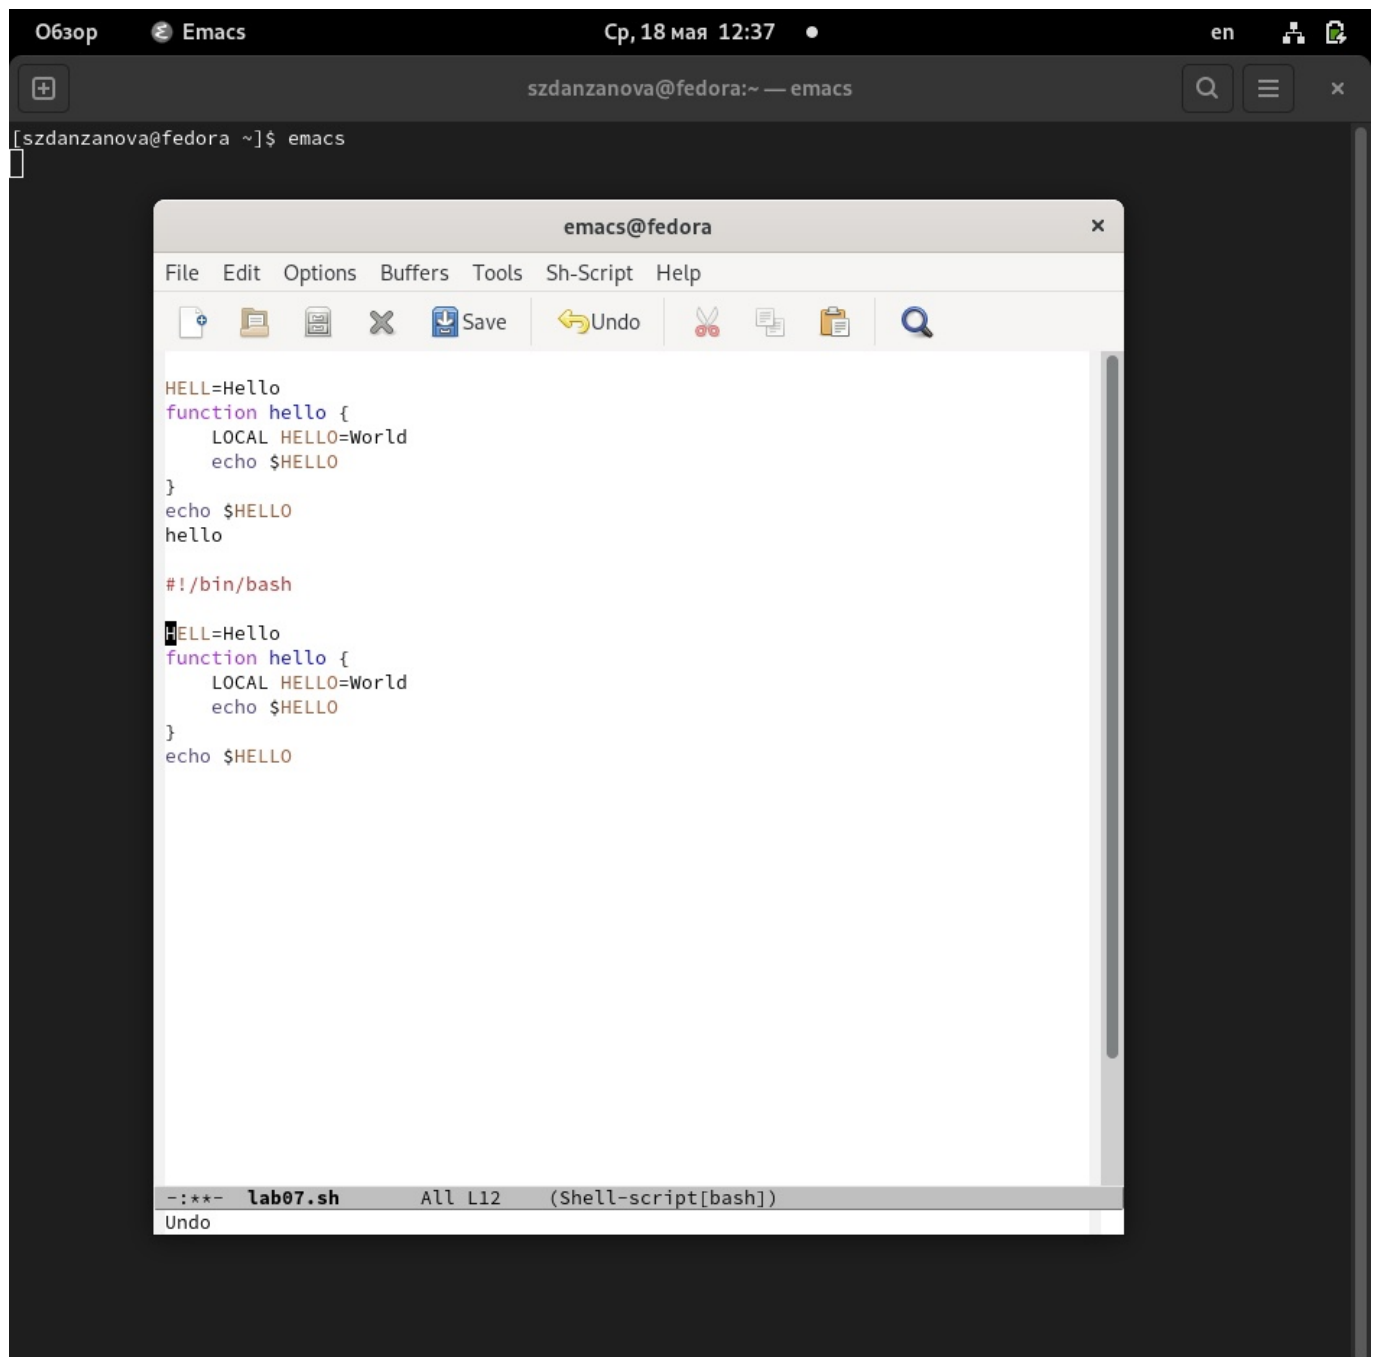 Обзор Emacs Ср, 18 мая 12:37 en
szdanzanova@fedora:~ — emacs
[szdanzanova@fedora ~]$ emacs
emacs@fedora
File Edit Options Buffers Tools Sh-Script Help
Save Undo
HELL=Hello
function hello {
    LOCAL HELLO=World
    echo $HELLO
}
echo $HELLO
hello
#!/bin/bash
HELL=Hello
function hello {
    LOCAL HELLO=World
    echo $HELLO
}
echo $HELLO
-:**-  lab07.sh       All L12    (Shell-script[bash])
Undo